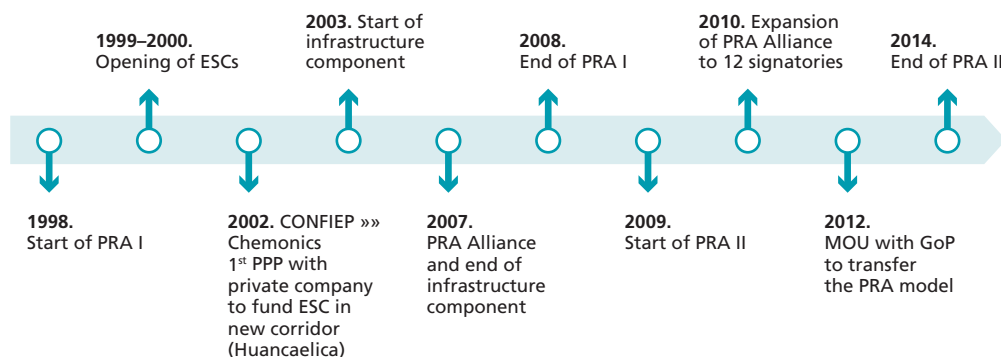 1999–2000.
Opening of ESCs
2003. Start of
infrastructure
component
2008.
End of PRA I
2010. Expansion
of PRA Alliance
to 12 signatories
2014.
End of PRA II
1998.
Start of PRA I
2002. CONFIEP »»
Chemonics
1st PPP with
private company
to fund ESC in
new corridor
(Huancaelica)
2007.
PRA Alliance
and end of
infrastructure
component
2009.
Start of PRA II
2012.
MOU with GoP
to transfer
the PRA model